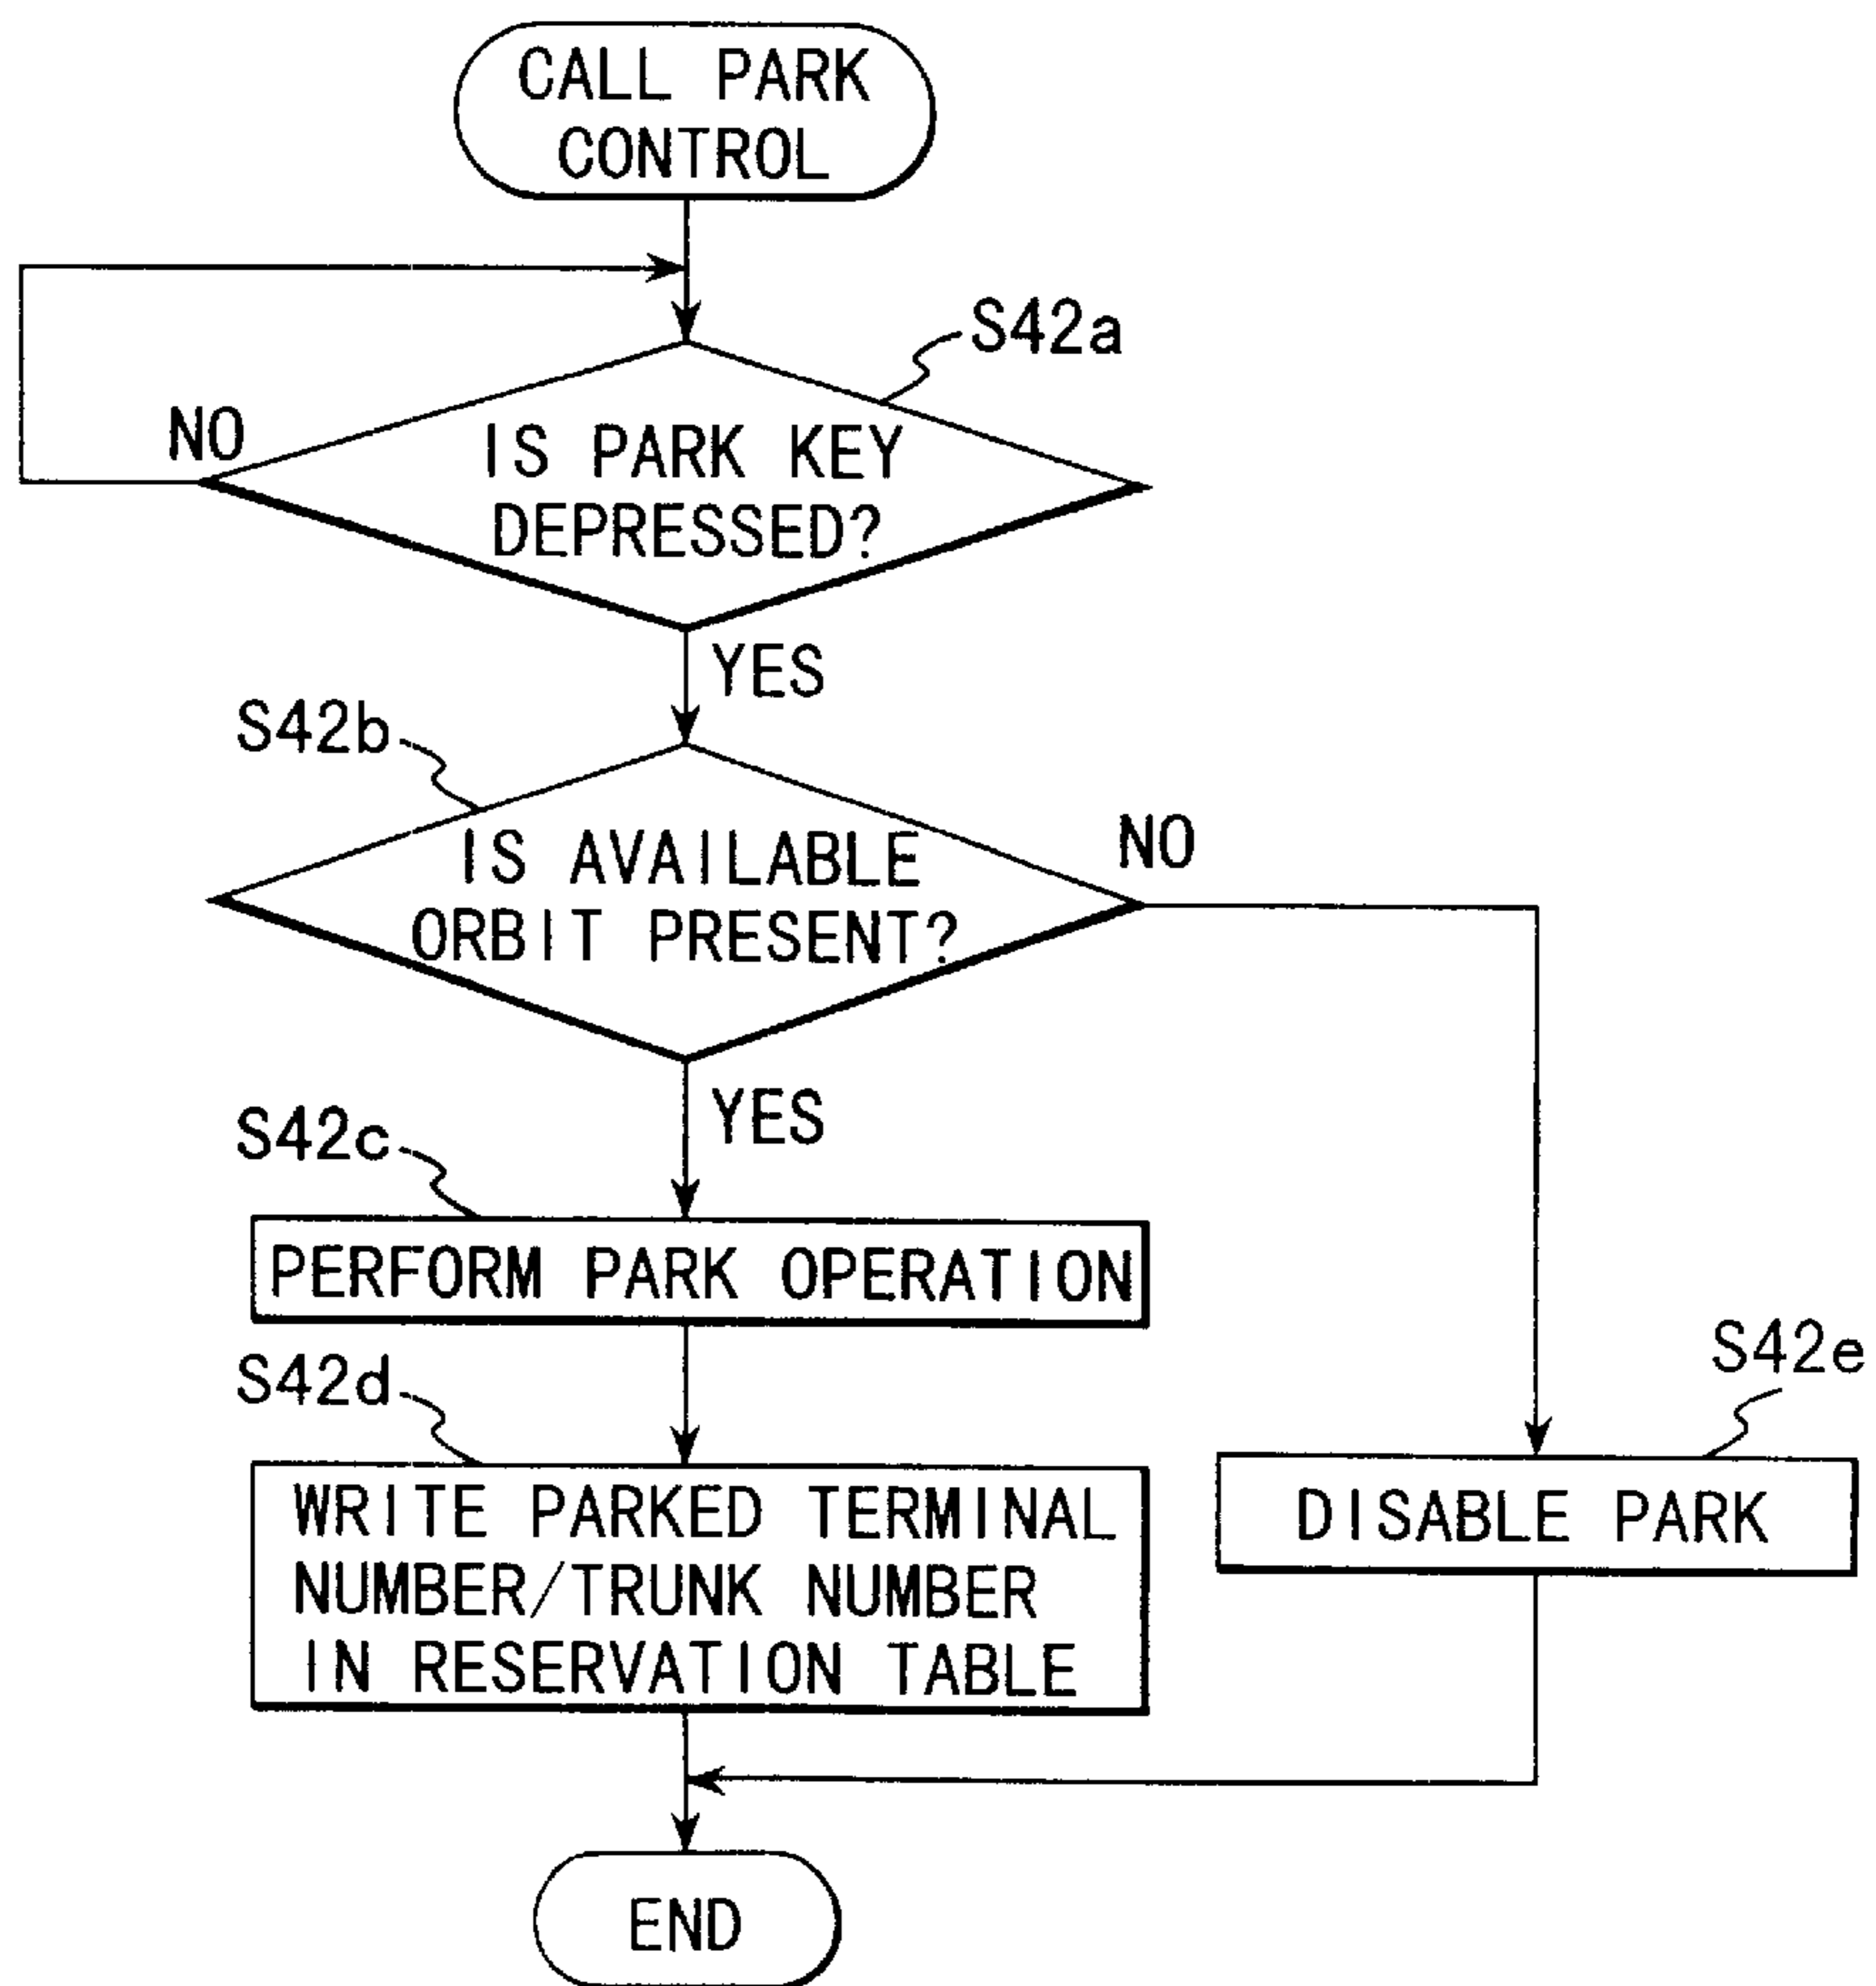 CALL PARK
CONTROL
S42a
NO
IS PARK KEY
DEPRESSED?
YES
S42b
NO
IS AVAILABLE
ORBIT PRESENT?
YES
S42c
PERFORM PARK OPERATION
S42d
S42e
WRITE PARKED TERMINAL
NUMBER/TRUNK NUMBER
IN RESERVATION TABLE
DISABLE PARK
END